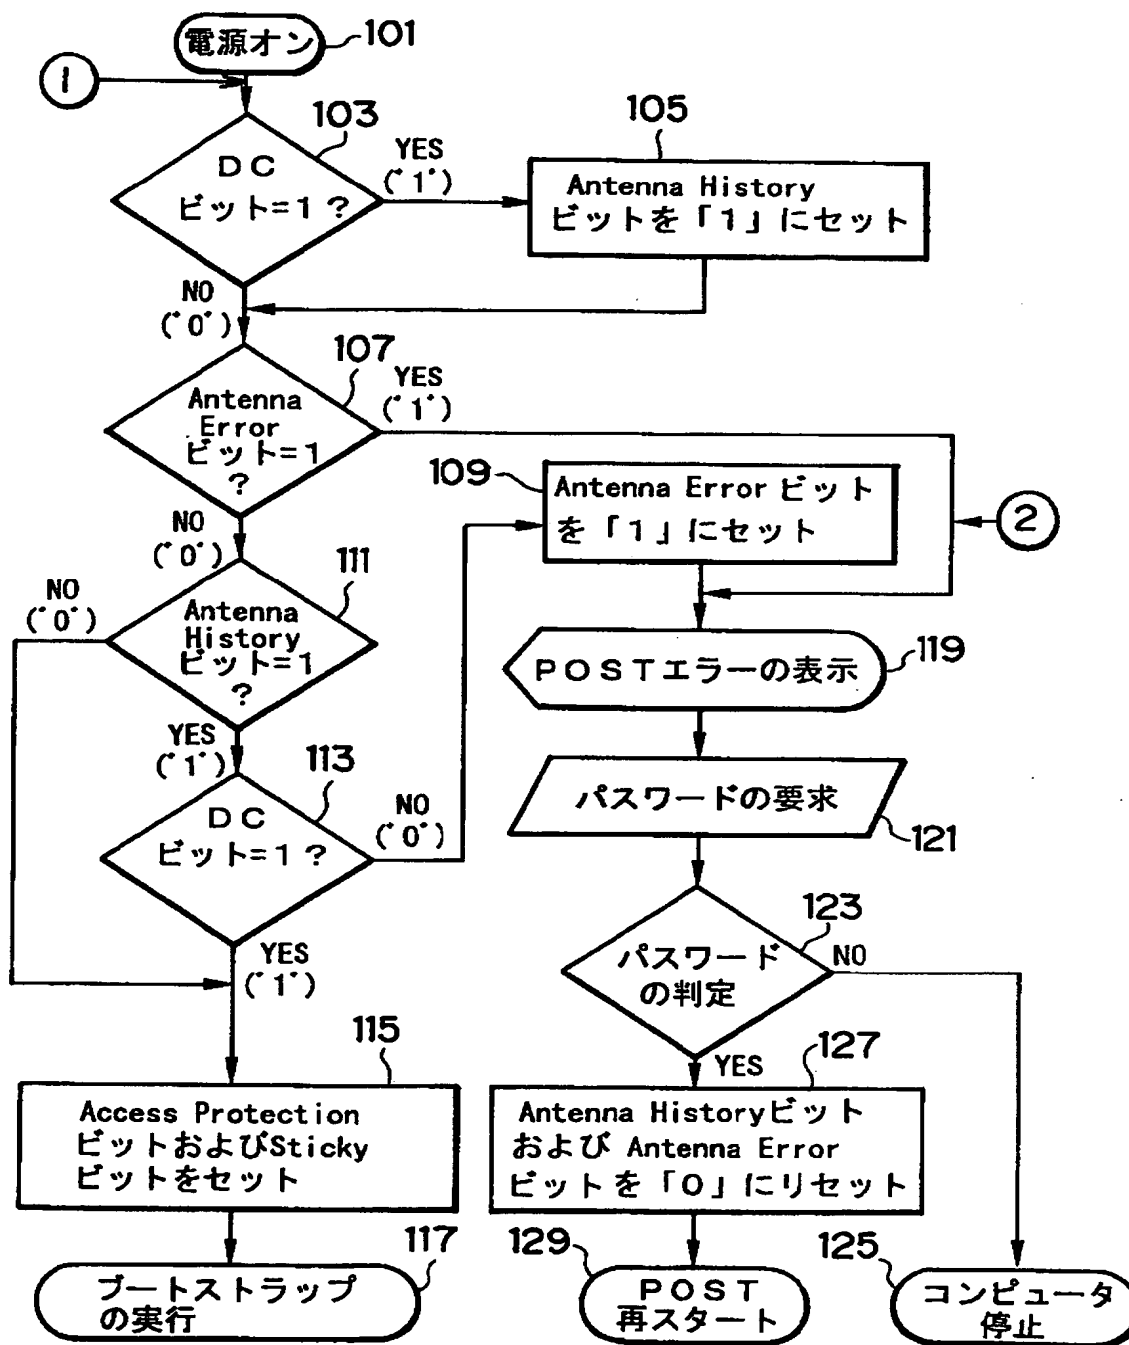 電源オン
101
1
103
DC
ビット=1?
YES
("1")
105
Antenna History
ビットを「1」にセット
NO
("0")
107
Antenna
Error
ビット=1
?
YES
("1")
109
Antenna Error ビット
を「1」にセット
2
NO
("0")
111
Antenna
History
ビット=1
?
NO
("0")
119
POSTエラーの表示
YES
("1")
113
DC
ビット=1?
NO
("0")
パスワードの要求
121
YES
("1")
123
パスワード
の判定
NO
YES
115
Access Protection
ビットおよびSticky
ビットをセット
127
Antenna Historyビット
および Antenna Error
ビットを「0」にリセット
117
ブートストラップ
の実行
129
POST
再スタート
125
コンピュータ
停止